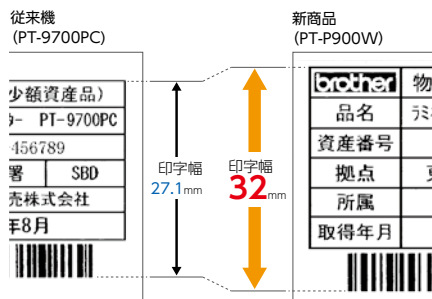 従来機
(PT-9700PC)
少額資産品)
PT-9700PC
456789
署 SBD
売株式会社
年8月
印字幅
27.1mm
印字幅
32mm
新商品
(PT-P900W)
brother 物
品名
資産番号
拠点
所属
取得年月